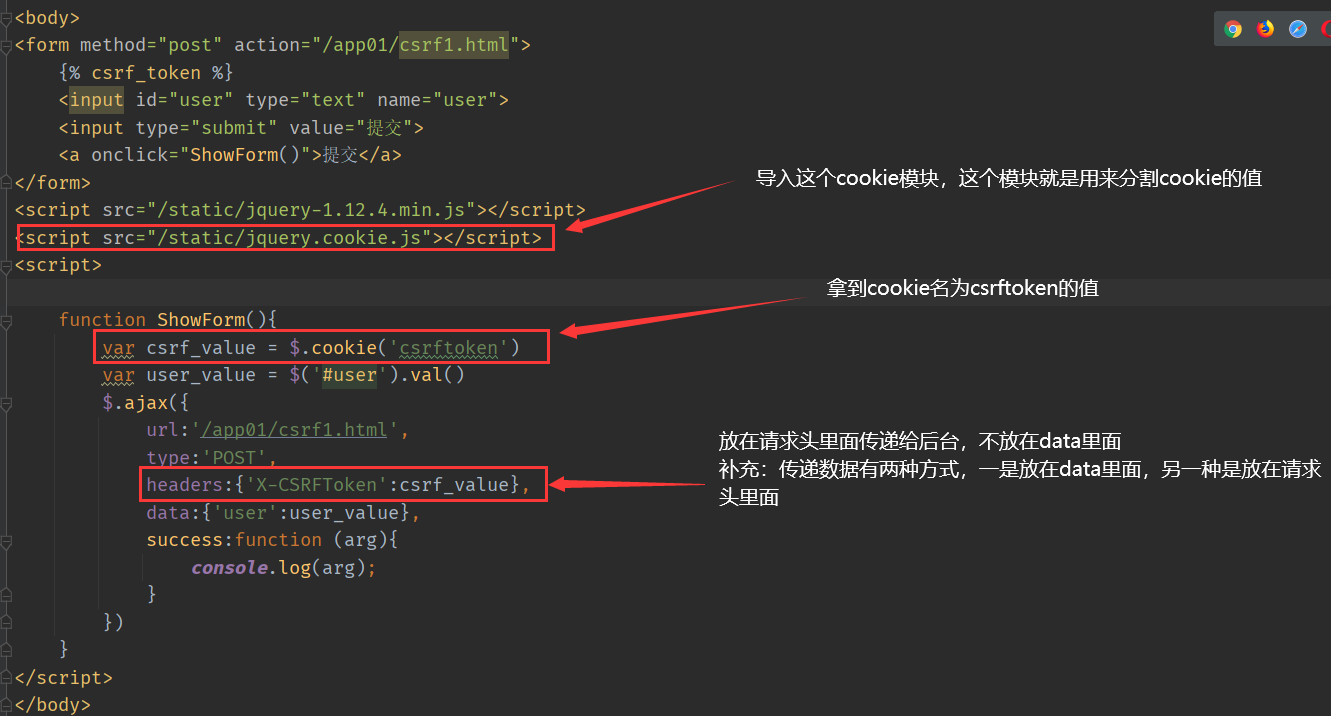 <body>
<form method="post" action="/app01/csrf1.html">
{% csrf_token %}
<input id="user" type="text" name="user">
<input type="submit" value="提交">
<a onclick="ShowForm()">提交</a>
</form>
导入这个cookie模块，这个模块就是用来分割cookie的值
<script src="/static/jquery-1.12.4.min.js"></script>
<script src="/static/jquery.cookie.js"></script>
<script>
拿到cookie名为csrftoken的值
function ShowForm(){
var csrf_value = $.cookie('csrftoken')
var user_value = $('#user').val()
$.ajax({
url:'/app01/csrf1.html',
type:'POST',
headers:{'X-CSRFToken':csrf_value},
放在请求头里面传递给后台，不放在data里面
补充：传递数据有两种方式，一是放在data里面，另一种是放在请求
头里面
data:{'user':user_value},
success:function (arg){
console.log(arg);
}
})
}
</script>
</body>